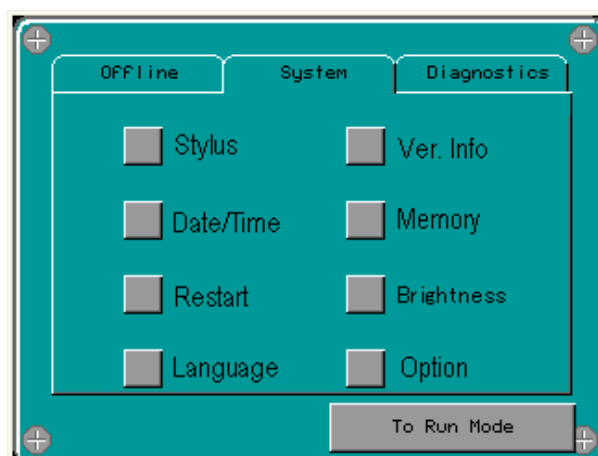 Offline System Diagnostics
Stylus Ver. Info
Date/Time Memory
Restart Brightness
Language Option
To Run Mode